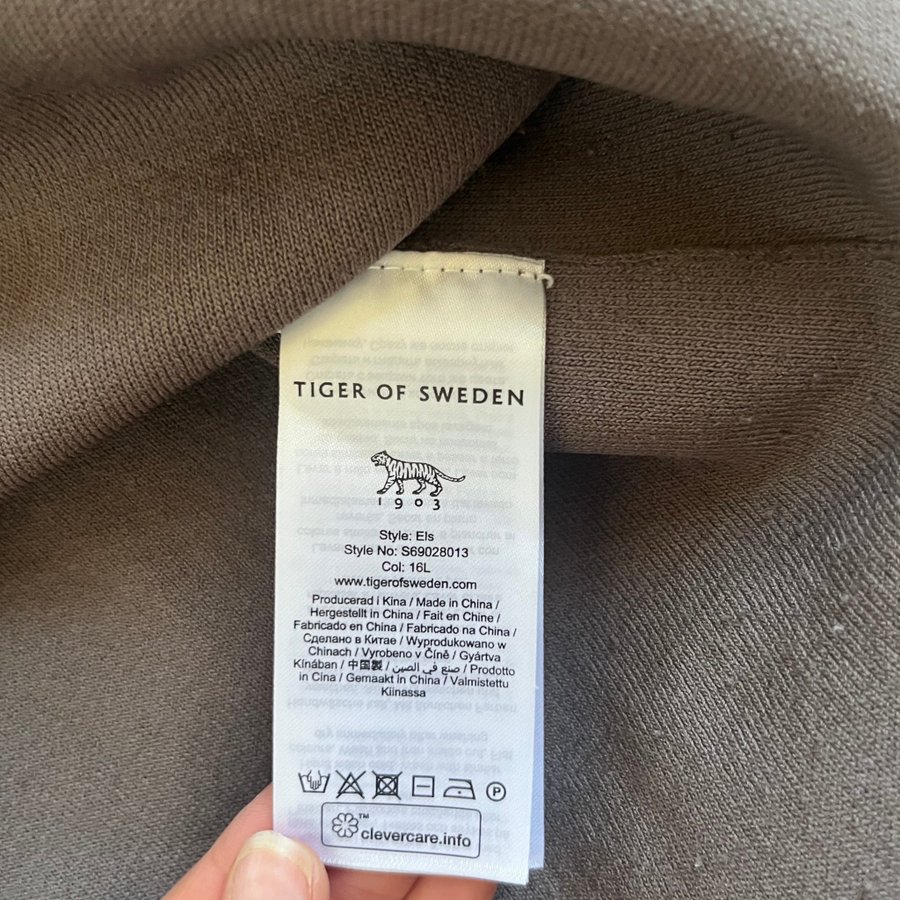 TIGER OF SWEDEN
1903
Style: Els
Style No: S69028013
Col: 16L
www.tigerofsweden.com
Producerad i Kina / Made in China /
Hergestellt in China / Fait en Chine /
Fabricado en China / Fabricado na China /
Сделано в Китае / Wyprodukowano w
Chinach / Vyrobeno v Číně / Gyártva
Kínában / 中国製 / صنع في الصين / Prodotto
in Cina / Gemaakt in China / Valmistettu
Kiinassa
P
TM
clevercare.info